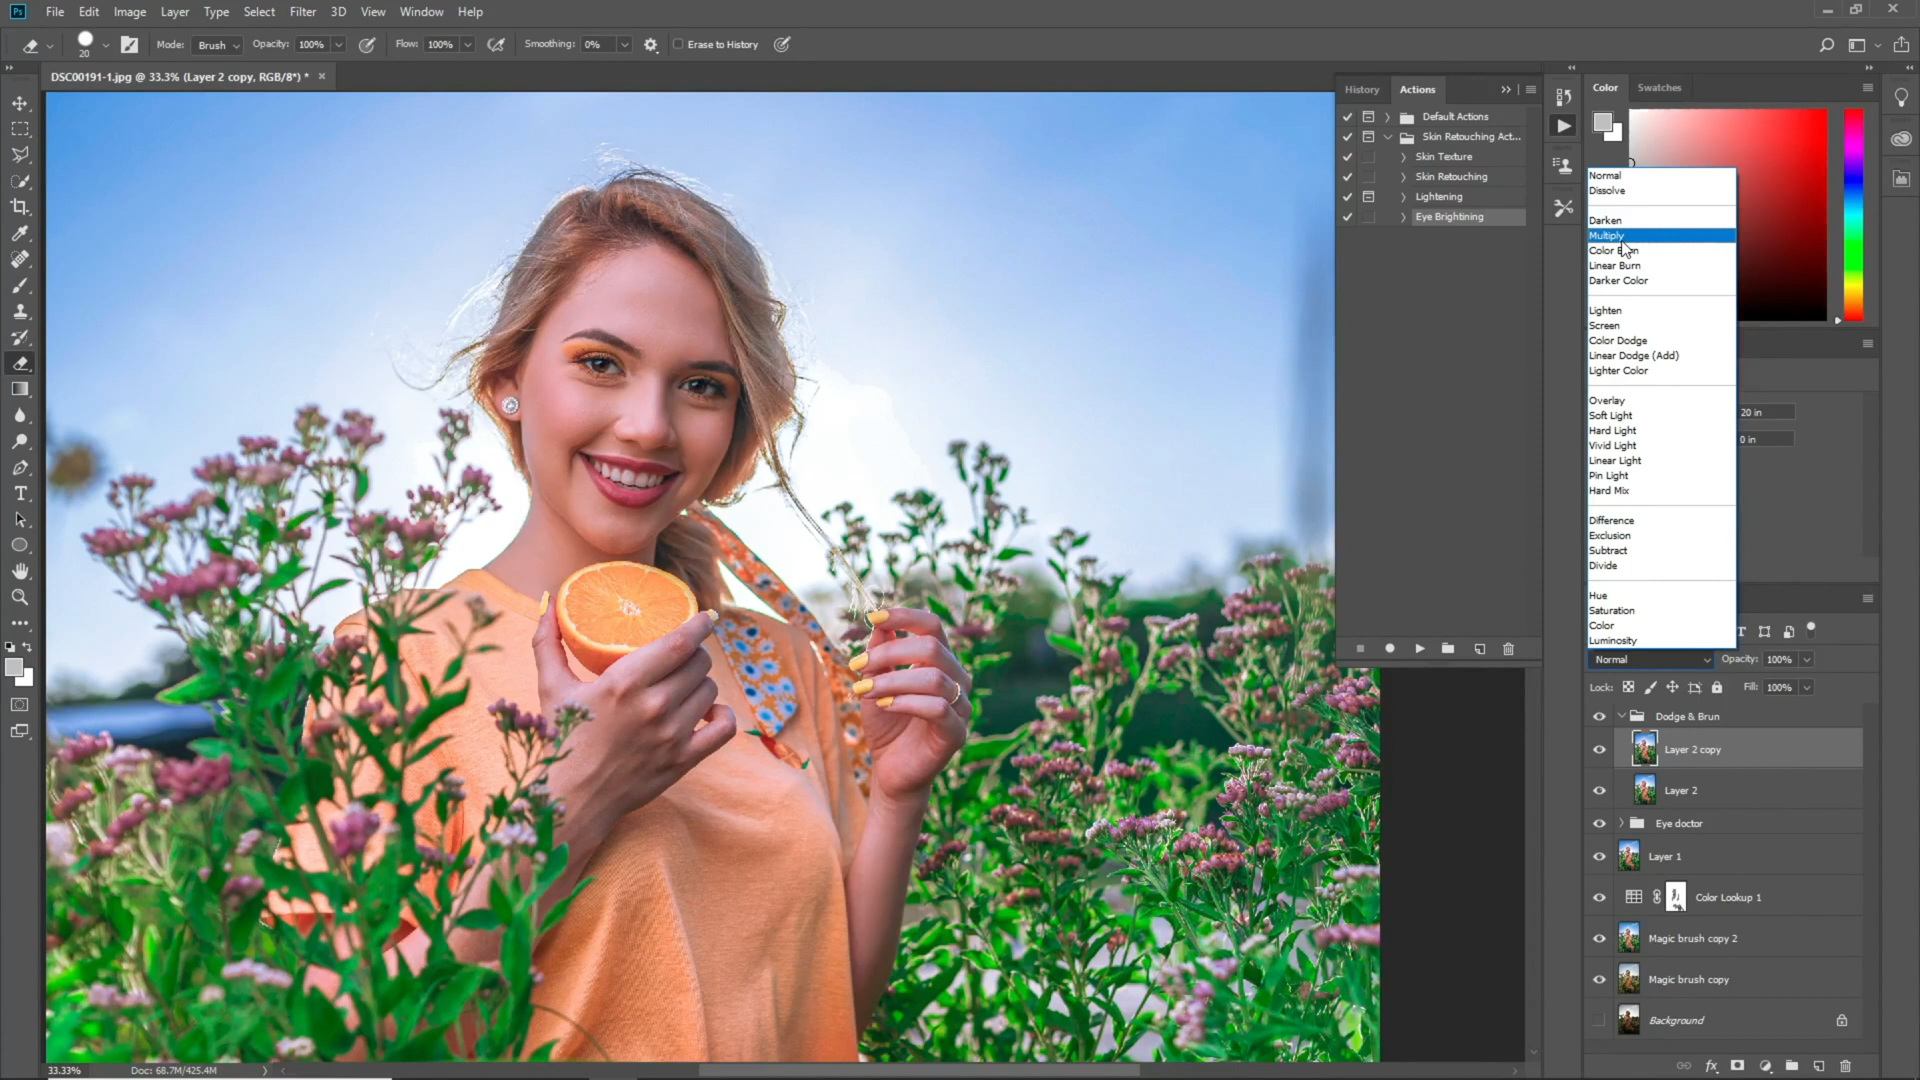 Ps File Edit Image Layer Type Select Filter 3D View Window Help
20 Mode: Brush Opacity: 100% Flow: 100% Smoothing: 0% Erase to History
DSC00191-1.jpg @ 33.3% (Layer 2 copy, RGB/8*) *
History Actions
Default Actions
Skin Retouching Act...
Skin Texture
Skin Retouching
Lightening
Eye Brightining
Color Swatches
Normal
Dissolve
Darken
Multiply
Color
Linear Burn
Darker Color
Lighten
Screen
Color Dodge
Linear Dodge (Add)
Lighter Color
Overlay
Soft Light
Hard Light
Vivid Light
Linear Light
Pin Light
Hard Mix
Difference
Exclusion
Subtract
Divide
Hue
Saturation
Color
Luminosity
20 in
0 in
Normal Opacity: 100%
Lock: Fill: 100%
Dodge & Brun
Layer 2 copy
Layer 2
Eye doctor
Layer 1
Color Lookup 1
Magic brush copy 2
Magic brush copy
Background
fx
33.33% Doc: 68.7M/425.4M